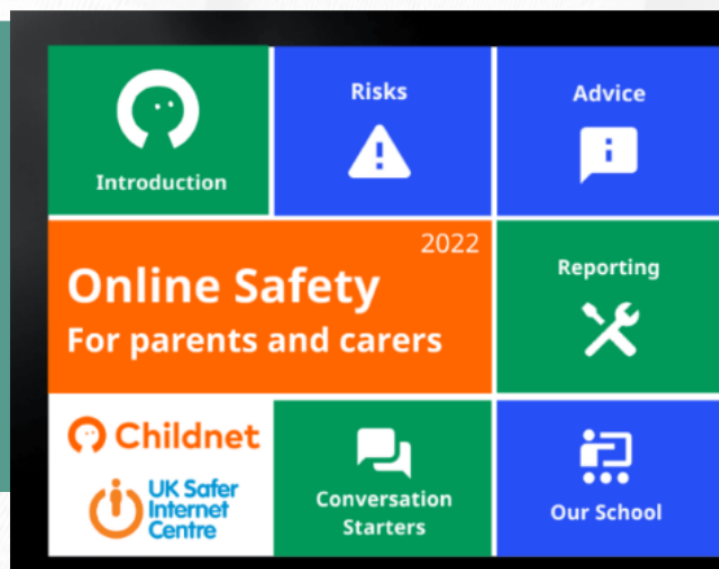 Introduction
Risks
Advice
2022
Online Safety
For parents and carers
Reporting
Childnet
UK Safer
Internet
Centre
Conversation
Starters
Our School